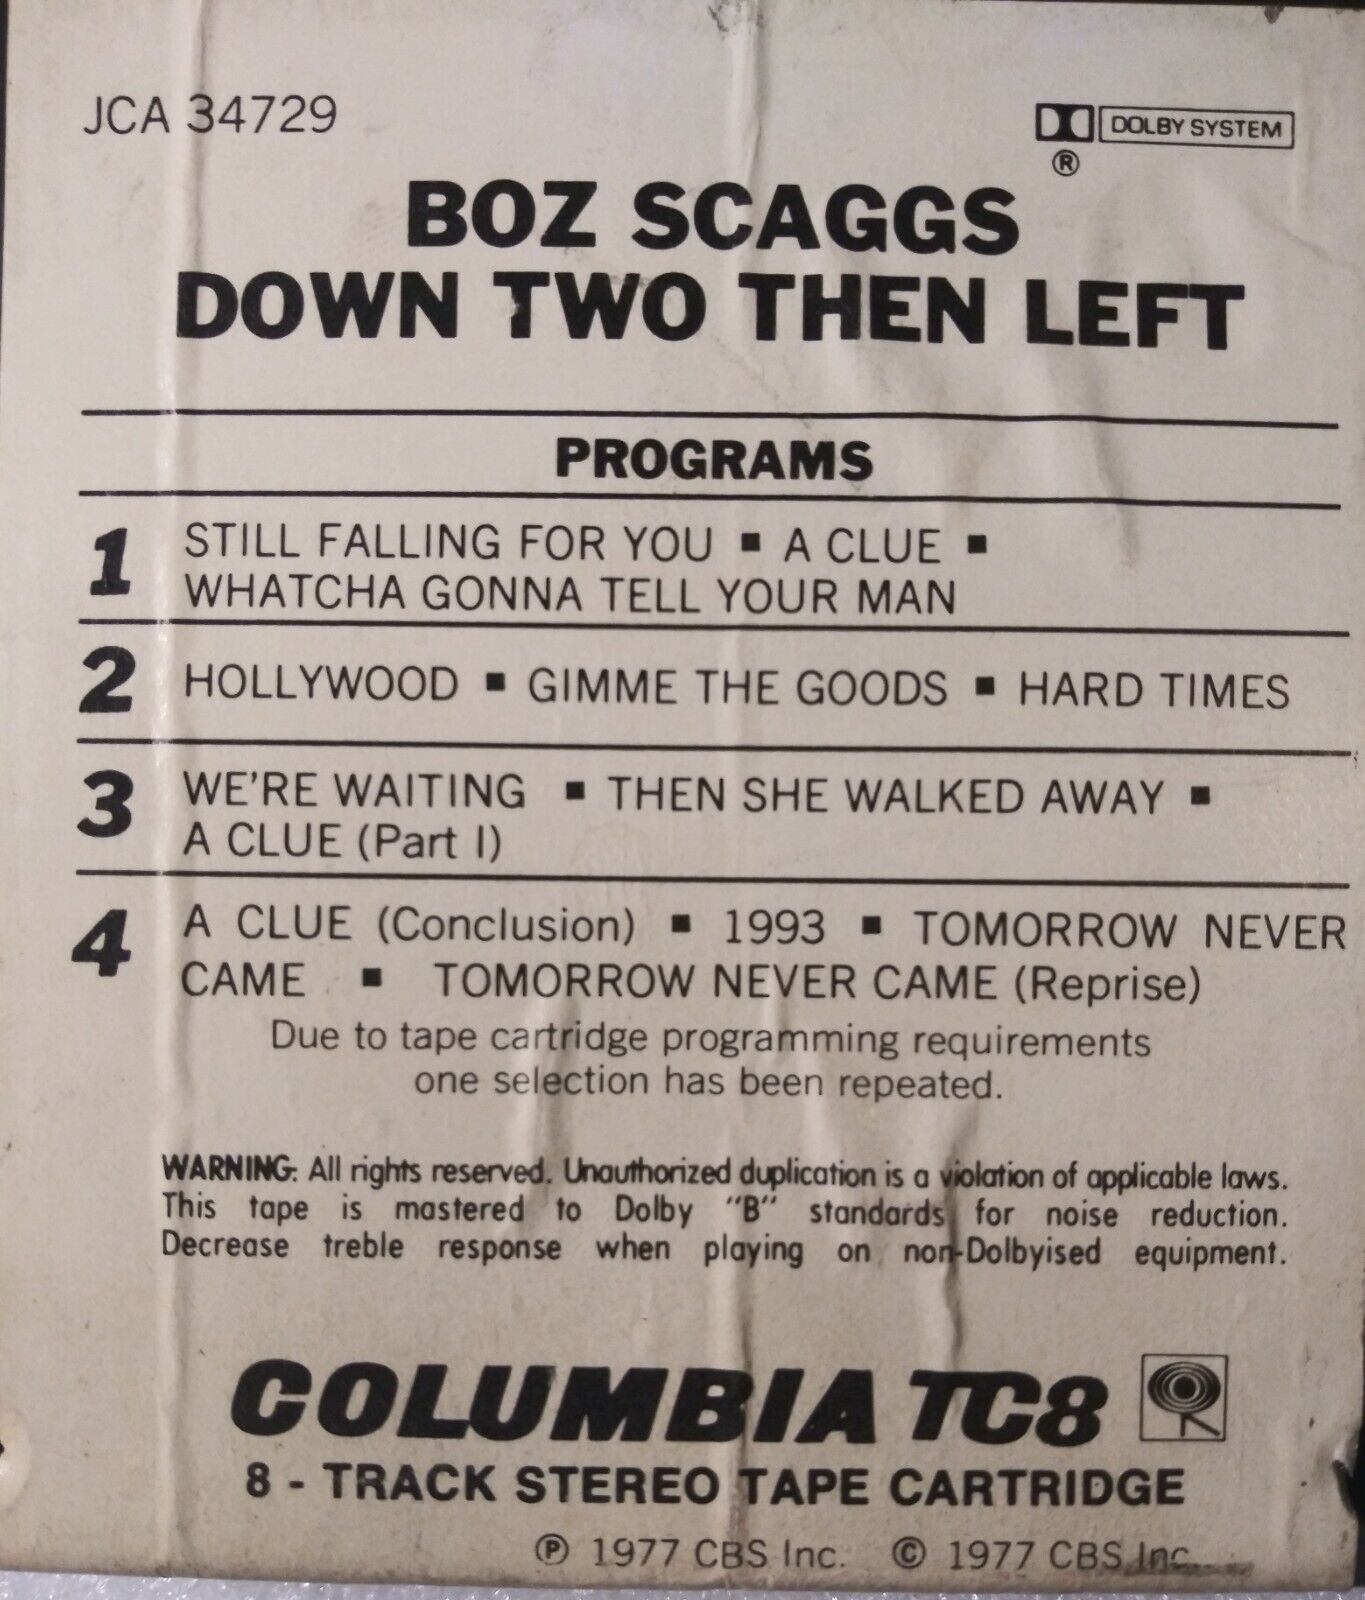 JCA 34729
DOLBY SYSTEM
®
BOZ SCAGGS
DOWN TWO THEN LEFT
PROGRAMS
1 STILL FALLING FOR YOU ▪ A CLUE ▪
WHATCHA GONNA TELL YOUR MAN
2 HOLLYWOOD ▪ GIMME THE GOODS ▪ HARD TIMES
3 WE'RE WAITING ▪ THEN SHE WALKED AWAY ▪
A CLUE (Part I)
4 A CLUE (Conclusion) ▪ 1993 ▪ TOMORROW NEVER
CAME ▪ TOMORROW NEVER CAME (Reprise)
Due to tape cartridge programming requirements
one selection has been repeated.
WARNING: All rights reserved. Unauthorized duplication is a violation of applicable laws.
This tape is mastered to Dolby "B" standards for noise reduction.
Decrease treble response when playing on non-Dolbyised equipment.
COLUMBIA TC8
8 - TRACK STEREO TAPE CARTRIDGE
℗ 1977 CBS Inc. © 1977 CBS Inc.